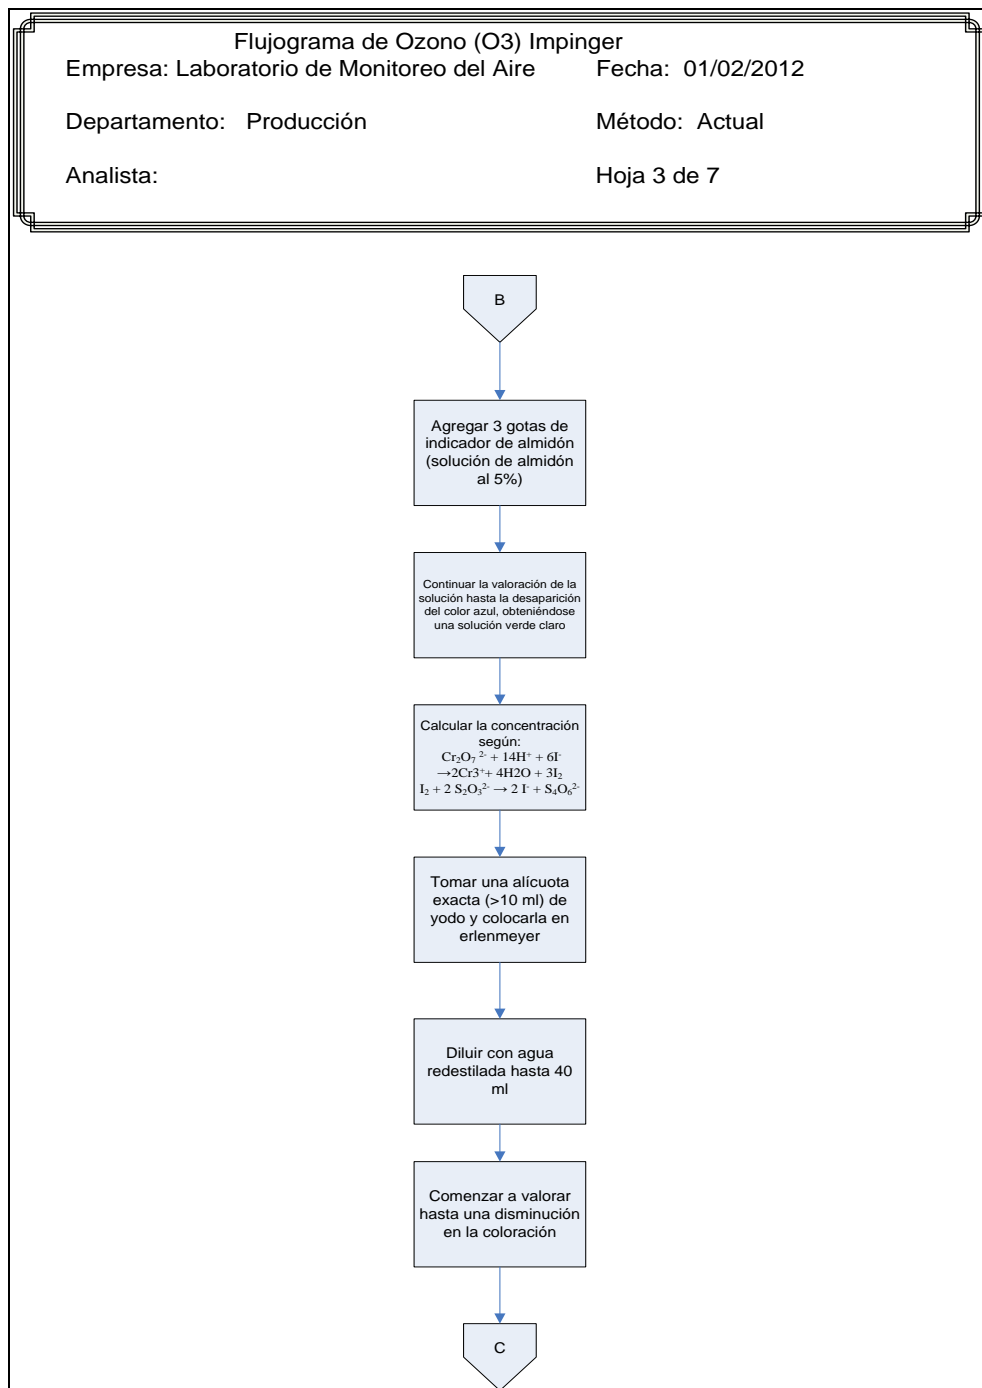 Flujograma de Ozono (O3) Impinger
Empresa: Laboratorio de Monitoreo del Aire Fecha: 01/02/2012
Departamento: Producción Método: Actual
Analista: Hoja 3 de 7
B
Agregar 3 gotas de
indicador de almidón
(solución de almidón
al 5%)
Continuar la valoración de la
solución hasta la desaparición
del color azul, obteniéndose
una solución verde claro
Calcular la concentración
según:
Cr₂O₇ ²⁻ + 14H⁺ + 6I⁻
→2Cr3⁺+ 4H2O + 3I₂
I₂ + 2 S₂O₃²⁻ → 2 I⁻ + S₄O₆²⁻
Tomar una alícuota
exacta (>10 ml) de
yodo y colocarla en
erlenmeyer
Diluir con agua
redestilada hasta 40
ml
Comenzar a valorar
hasta una disminución
en la coloración
C